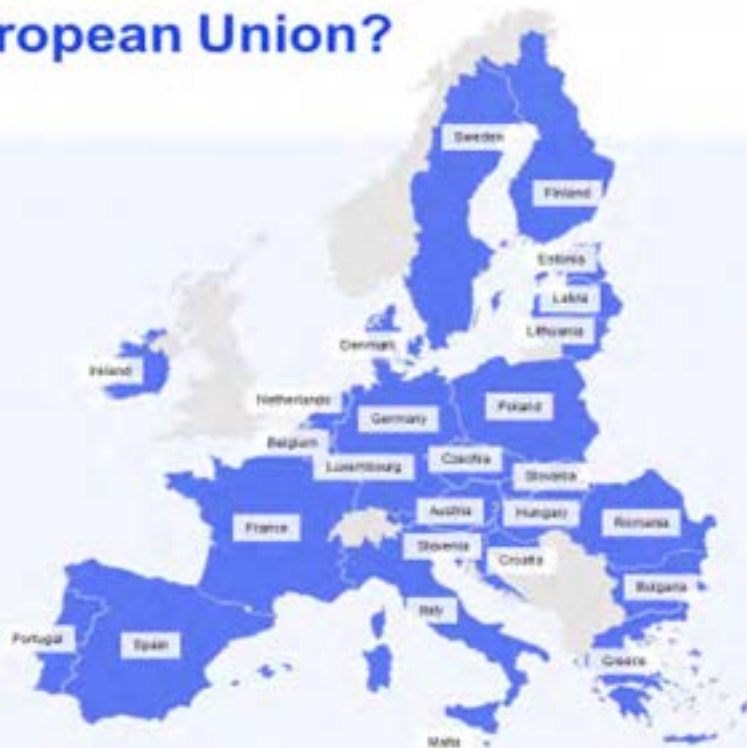 ropean Union?
Sweden
Finland
Estonia
Latvia
Lithuania
Denmark
Ireland
Netherlands
Germany
Poland
Belgium
Luxembourg
Czechia
Austria
Hungary
Romania
France
Slovenia
Croatia
Bulgaria
Italy
Portugal
Spain
Greece
Malta